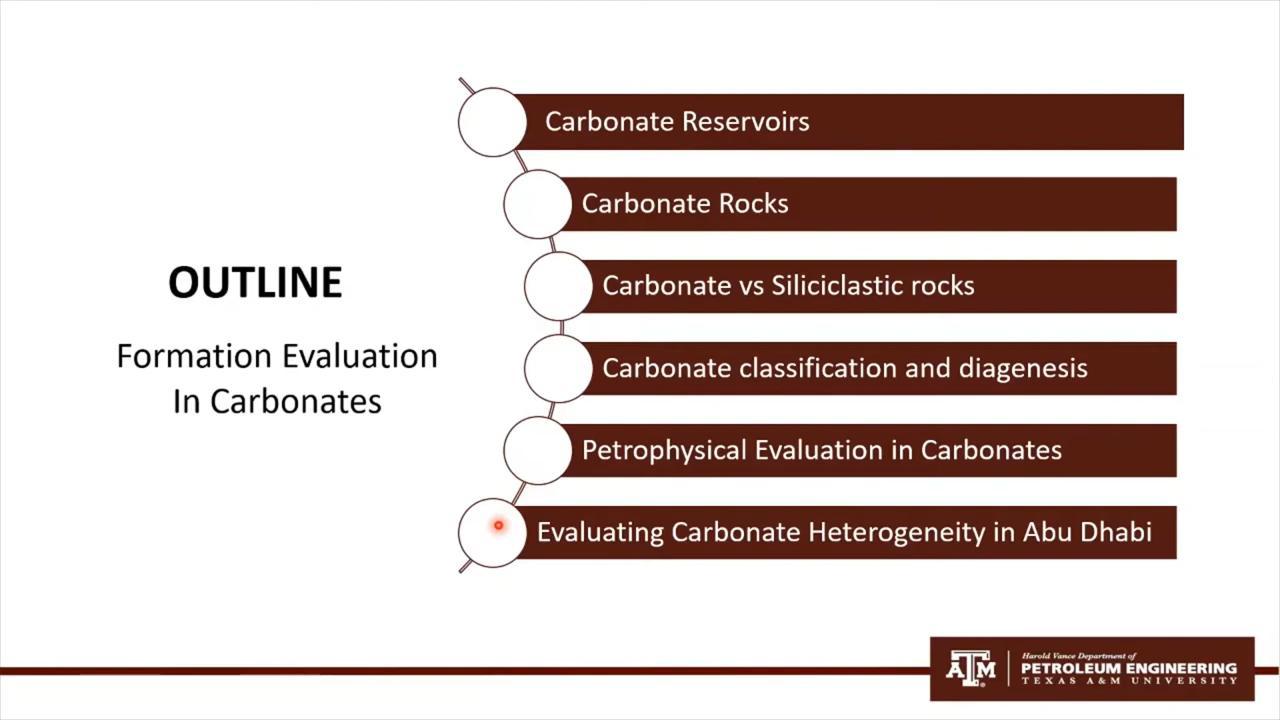 OUTLINE
Formation Evaluation
In Carbonates
Carbonate Reservoirs
Carbonate Rocks
Carbonate vs Siliciclastic rocks
Carbonate classification and diagenesis
Petrophysical Evaluation in Carbonates
Evaluating Carbonate Heterogeneity in Abu Dhabi
ATM®
Harold Vance Department of
PETROLEUM ENGINEERING
TEXAS A&M UNIVERSITY